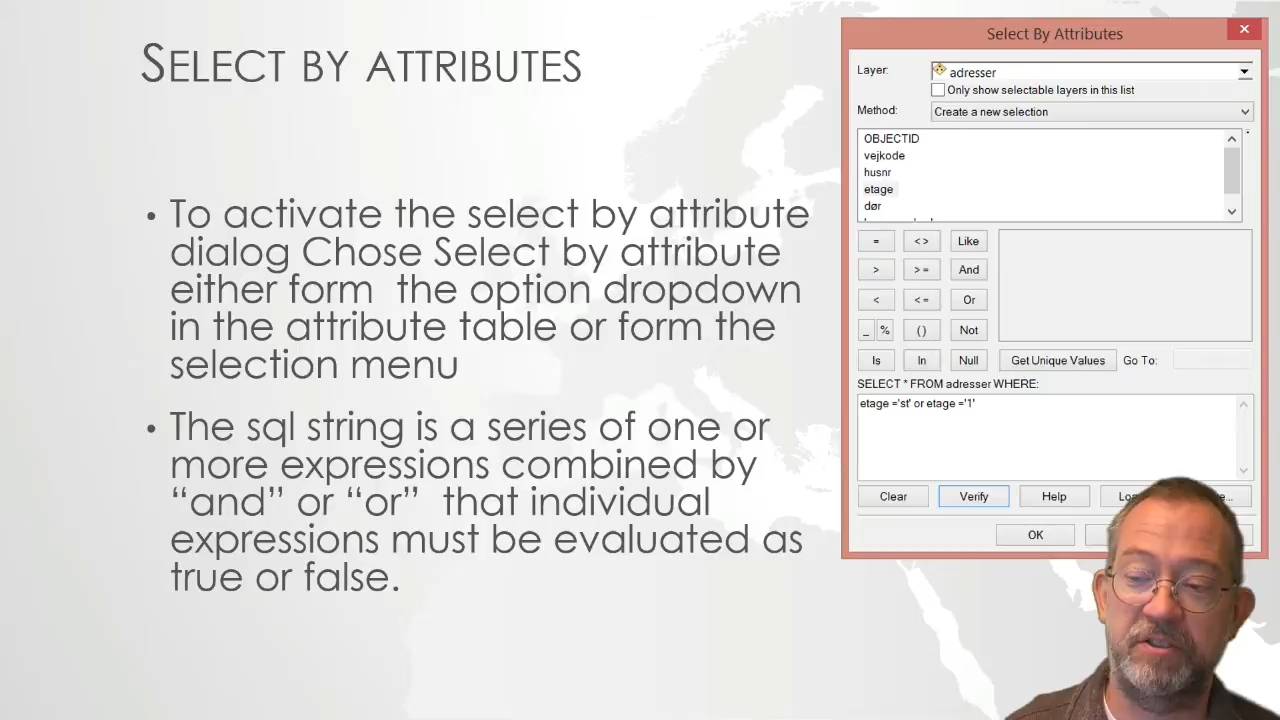 SELECT BY ATTRIBUTES
• To activate the select by attribute
dialog Chose Select by attribute
either form the option dropdown
in the attribute table or form the
selection menu
• The sql string is a series of one or
more expressions combined by
“and” or “or” that individual
expressions must be evaluated as
true or false.
Select By Attributes
Layer: adresser
Only show selectable layers in this list
Method: Create a new selection
OBJECTID
vejkode
husnr
etage
dør
= <> Like
> >= And
< <= Or
_ % () Not
Is In Null Get Unique Values Go To:
SELECT * FROM adresser WHERE:
etage ='st' or etage ='1'
Clear Verify Help
OK